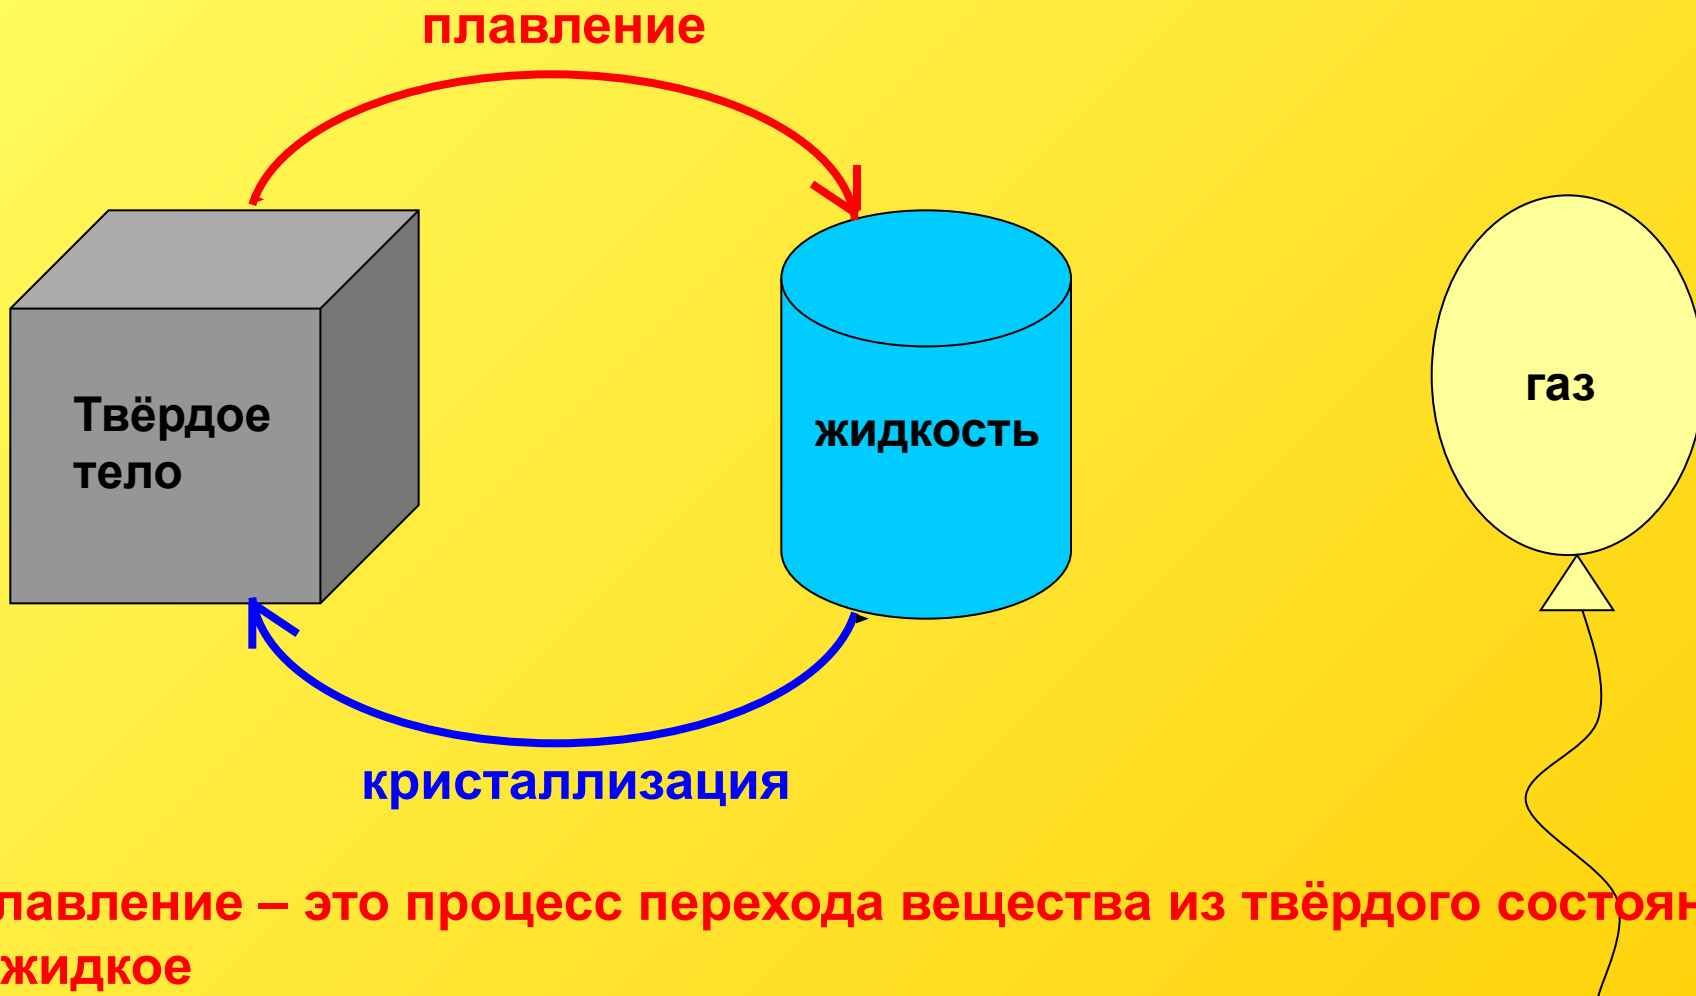 плавление
Твёрдое
тело
жидкость
газ
кристаллизация
лавление – это процесс перехода вещества из твёрдого состоян
жидкое